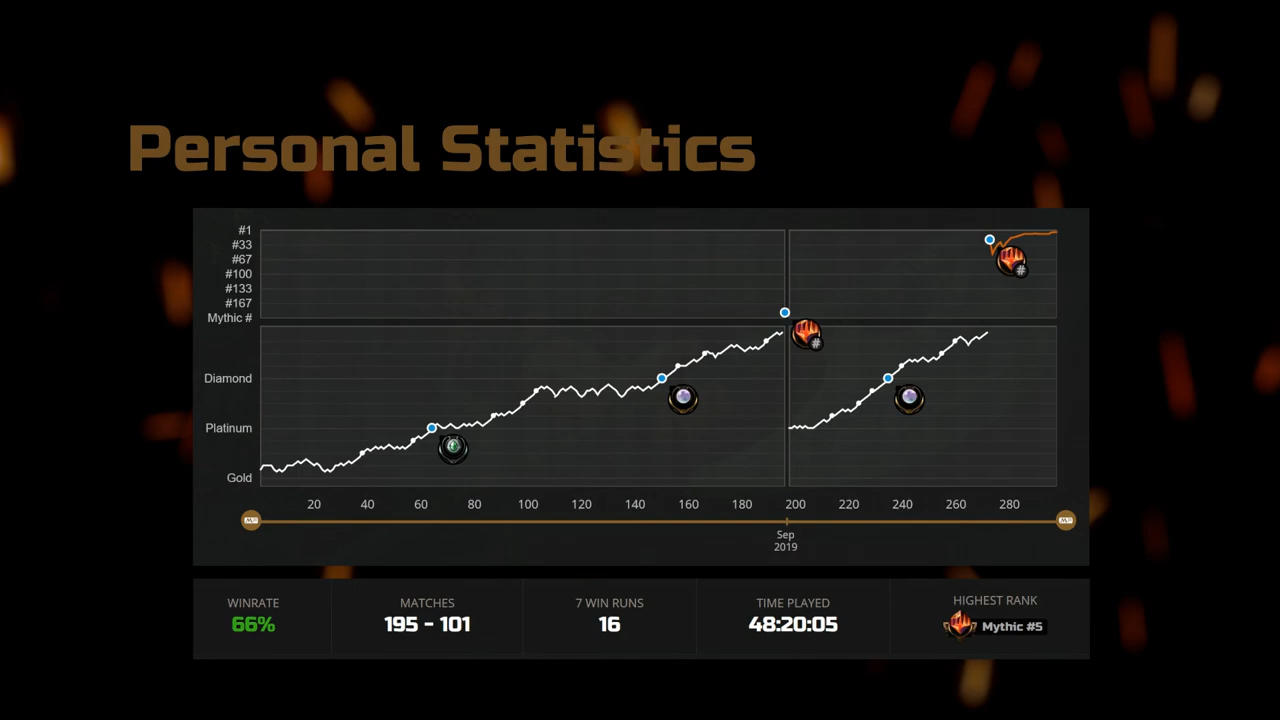 Personal Statistics
#1
#33
#67
#100
#133
#167
Mythic #
Diamond
Platinum
Gold
20 40 60 80 100 120 140 160 180 200 220 240 260 280
Sep
2019
WINRATE MATCHES 7 WIN RUNS TIME PLAYED HIGHEST RANK
66% 195 - 101 16 48:20:05 Mythic #5